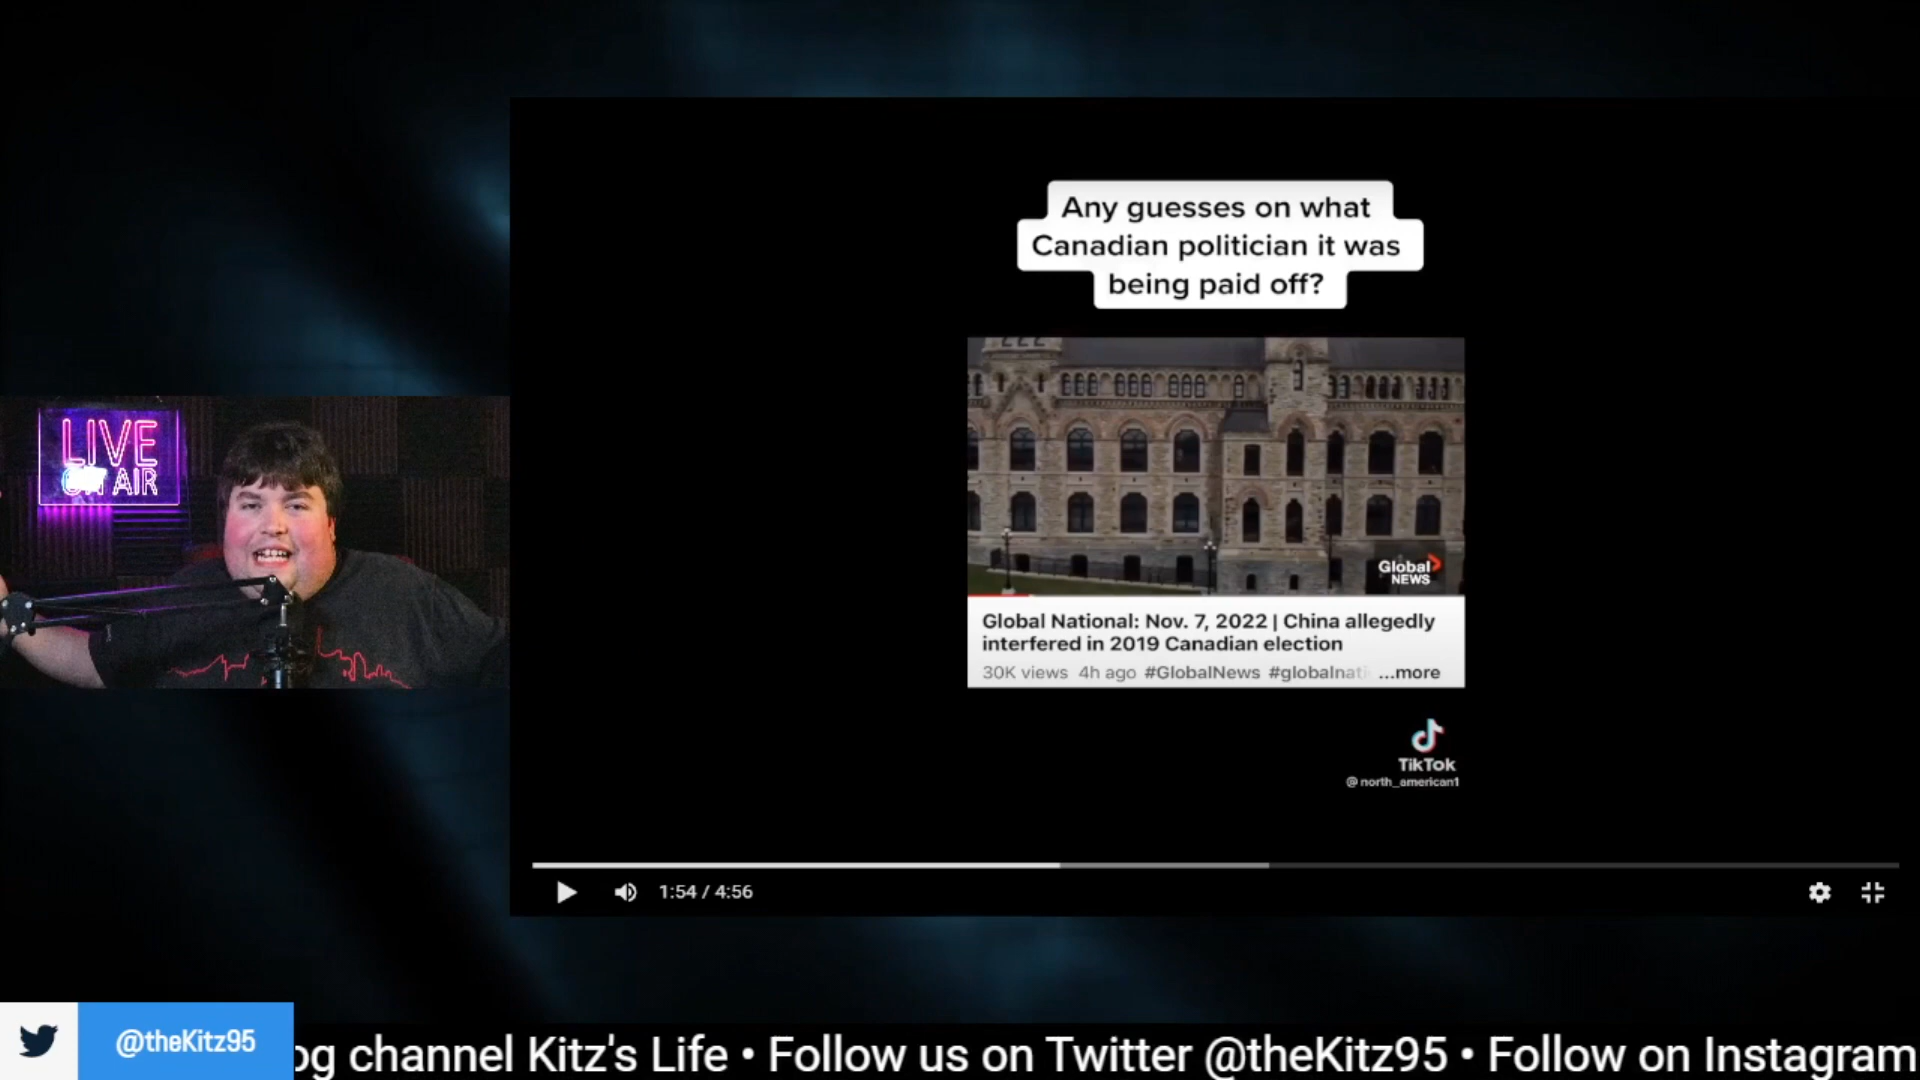 Any guesses on what
Canadian politician it was
being paid off?
LIVE
AIR
Global
NEWS
Global National: Nov. 7, 2022 | China allegedly
interfered in 2019 Canadian election
30K views 4h ago #GlobalNews #globalnati ...more
TikTok
@north_american1
1:54 / 4:56
@theKitz95
og channel Kitz's Life • Follow us on Twitter @theKitz95 • Follow on Instagram